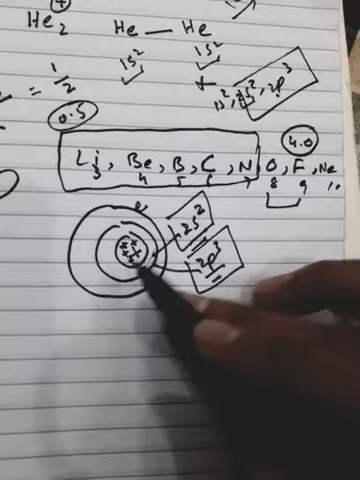 +
He₂ He — He
1s² 1s²
= 1/2
1s², 2s², 2p³
0.5 4.0
Li, Be, B, C, N, O, F, Ne
3 4 5 6 8 9 10
e
2s²
2p³